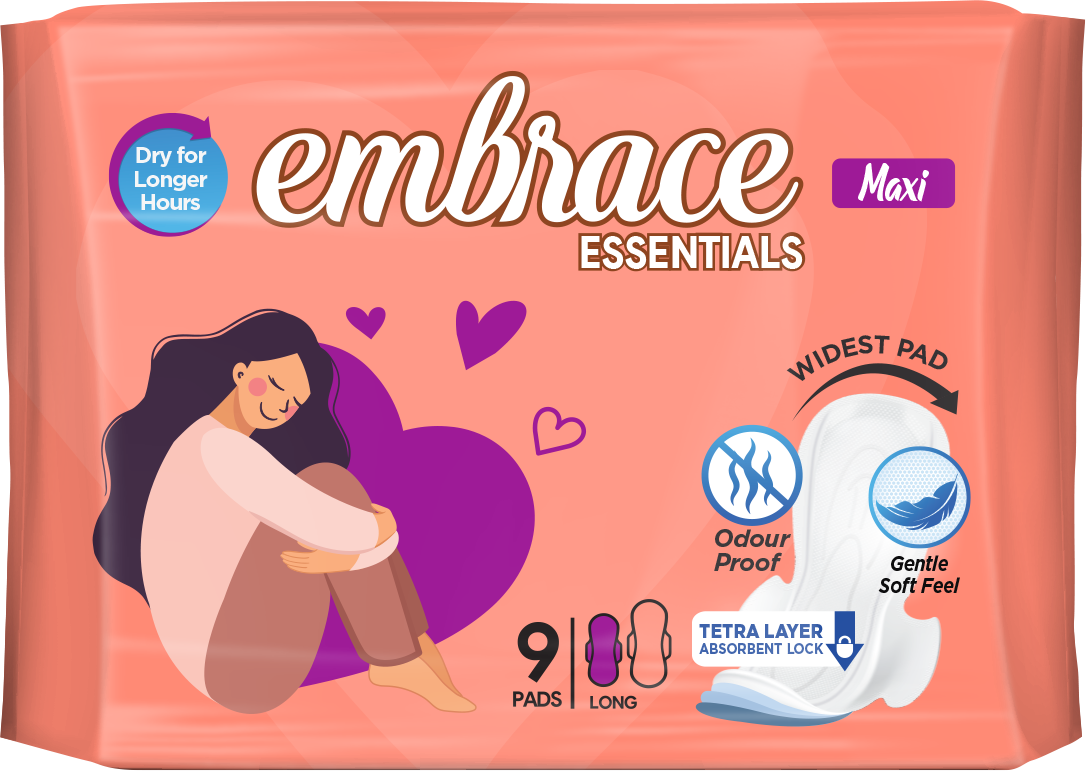 Dry for
Longer
Hours
embrace
ESSENTIALS
Maxi
WIDEST PAD
Odour
Proof
Gentle
Soft Feel
TETRA LAYER
ABSORBENT LOCK
9
PADS
LONG